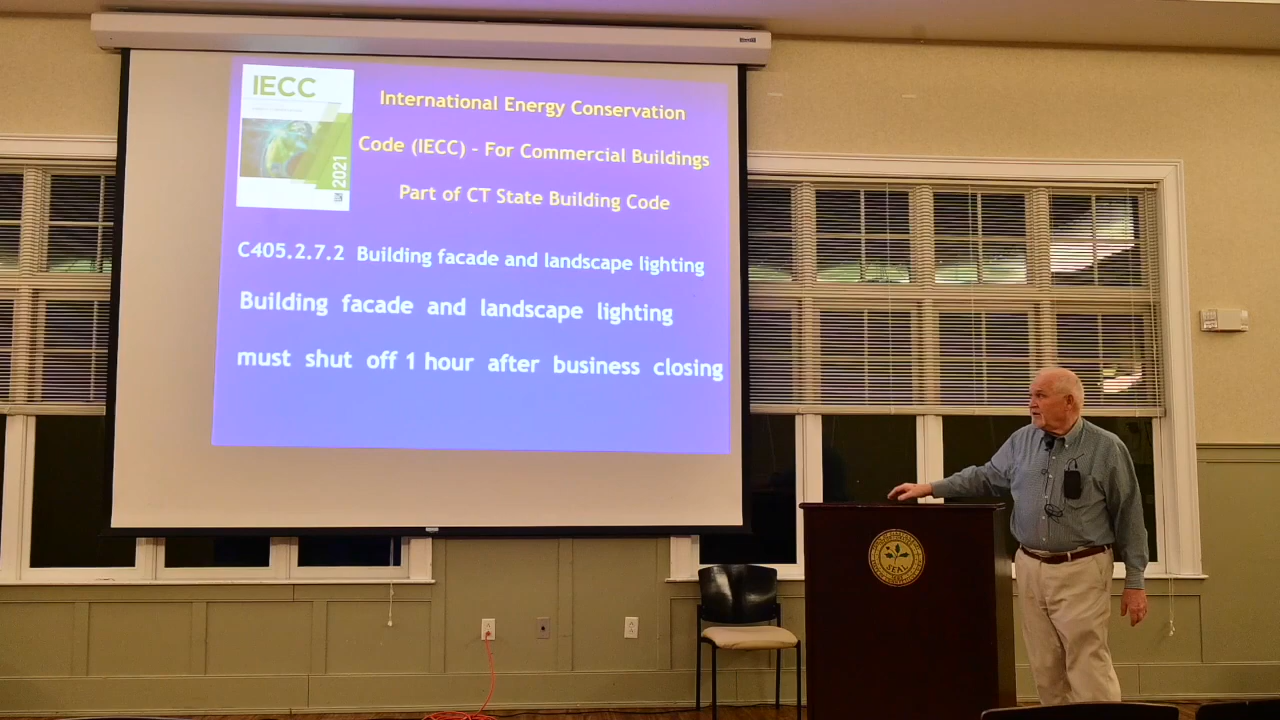 IECC
2021
International Energy Conservation
Code (IECC) - For Commercial Buildings
Part of CT State Building Code
C405.2.7.2 Building facade and landscape lighting
Building facade and landscape lighting
must shut off 1 hour after business closing
SEAL